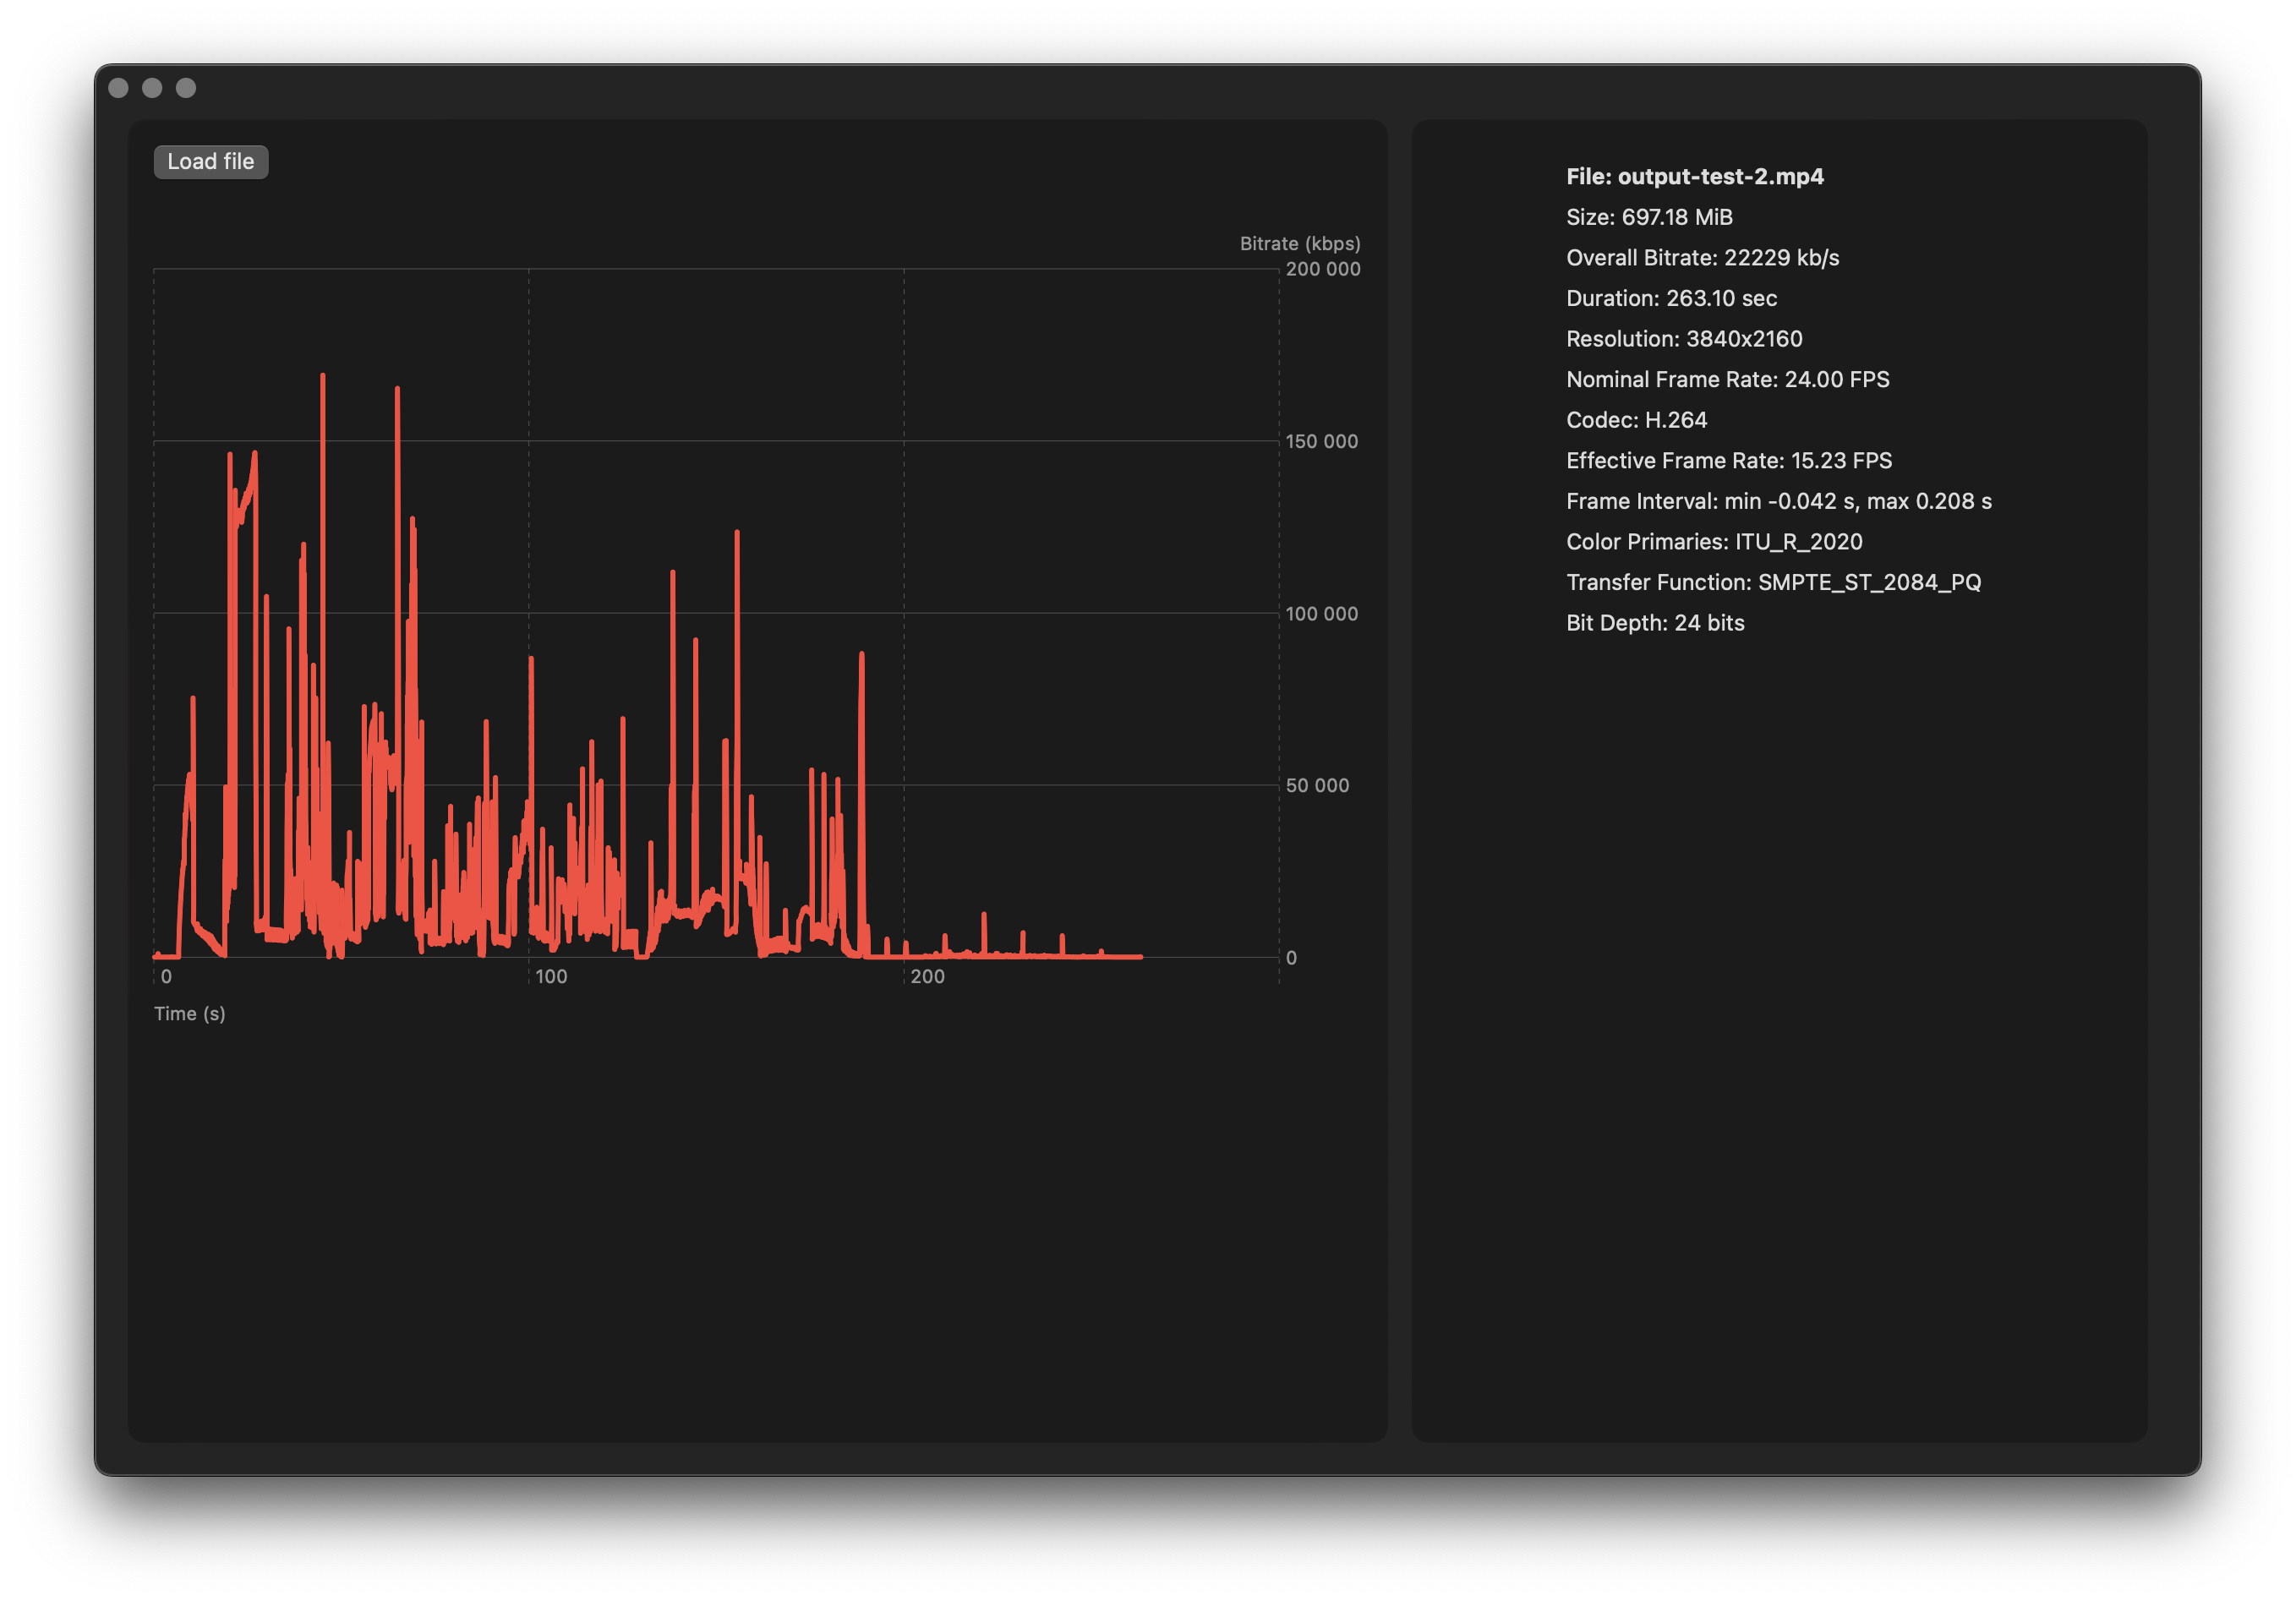 Load file
Bitrate (kbps)
200 000
150 000
100 000
50 000
0
0
100
200
Time (s)
File: output-test-2.mp4
Size: 697.18 MiB
Overall Bitrate: 22229 kb/s
Duration: 263.10 sec
Resolution: 3840x2160
Nominal Frame Rate: 24.00 FPS
Codec: H.264
Effective Frame Rate: 15.23 FPS
Frame Interval: min -0.042 s, max 0.208 s
Color Primaries: ITU_R_2020
Transfer Function: SMPTE_ST_2084_PQ
Bit Depth: 24 bits